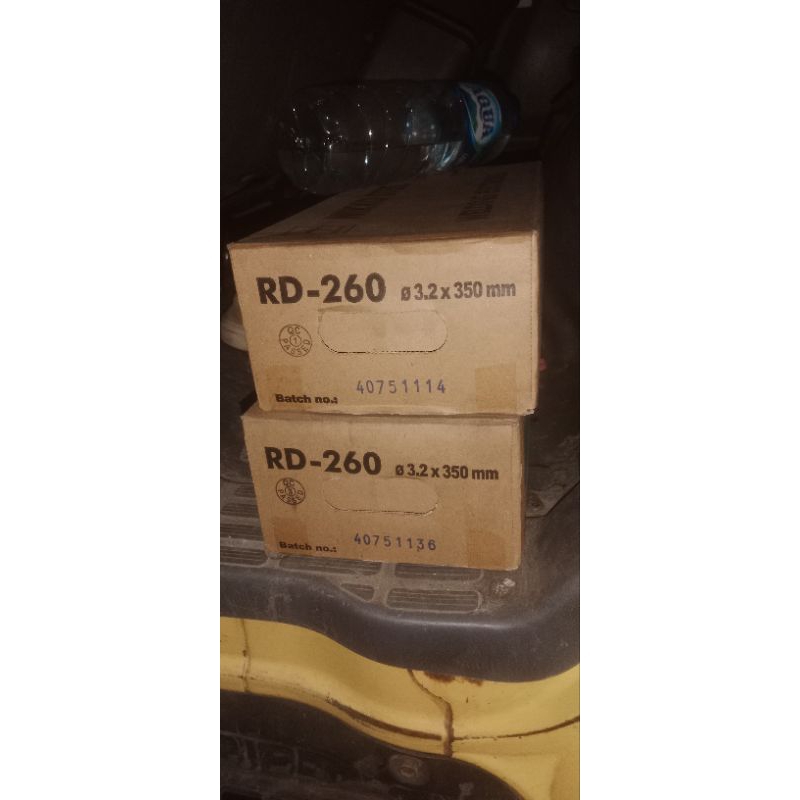 AQUA
RD-260 ø 3.2 x 350 mm
QC
1
PASSED
Batch no.: 40751114
RD-260 ø 3.2 x 350 mm
QC
PASSED
Batch no.: 40751136